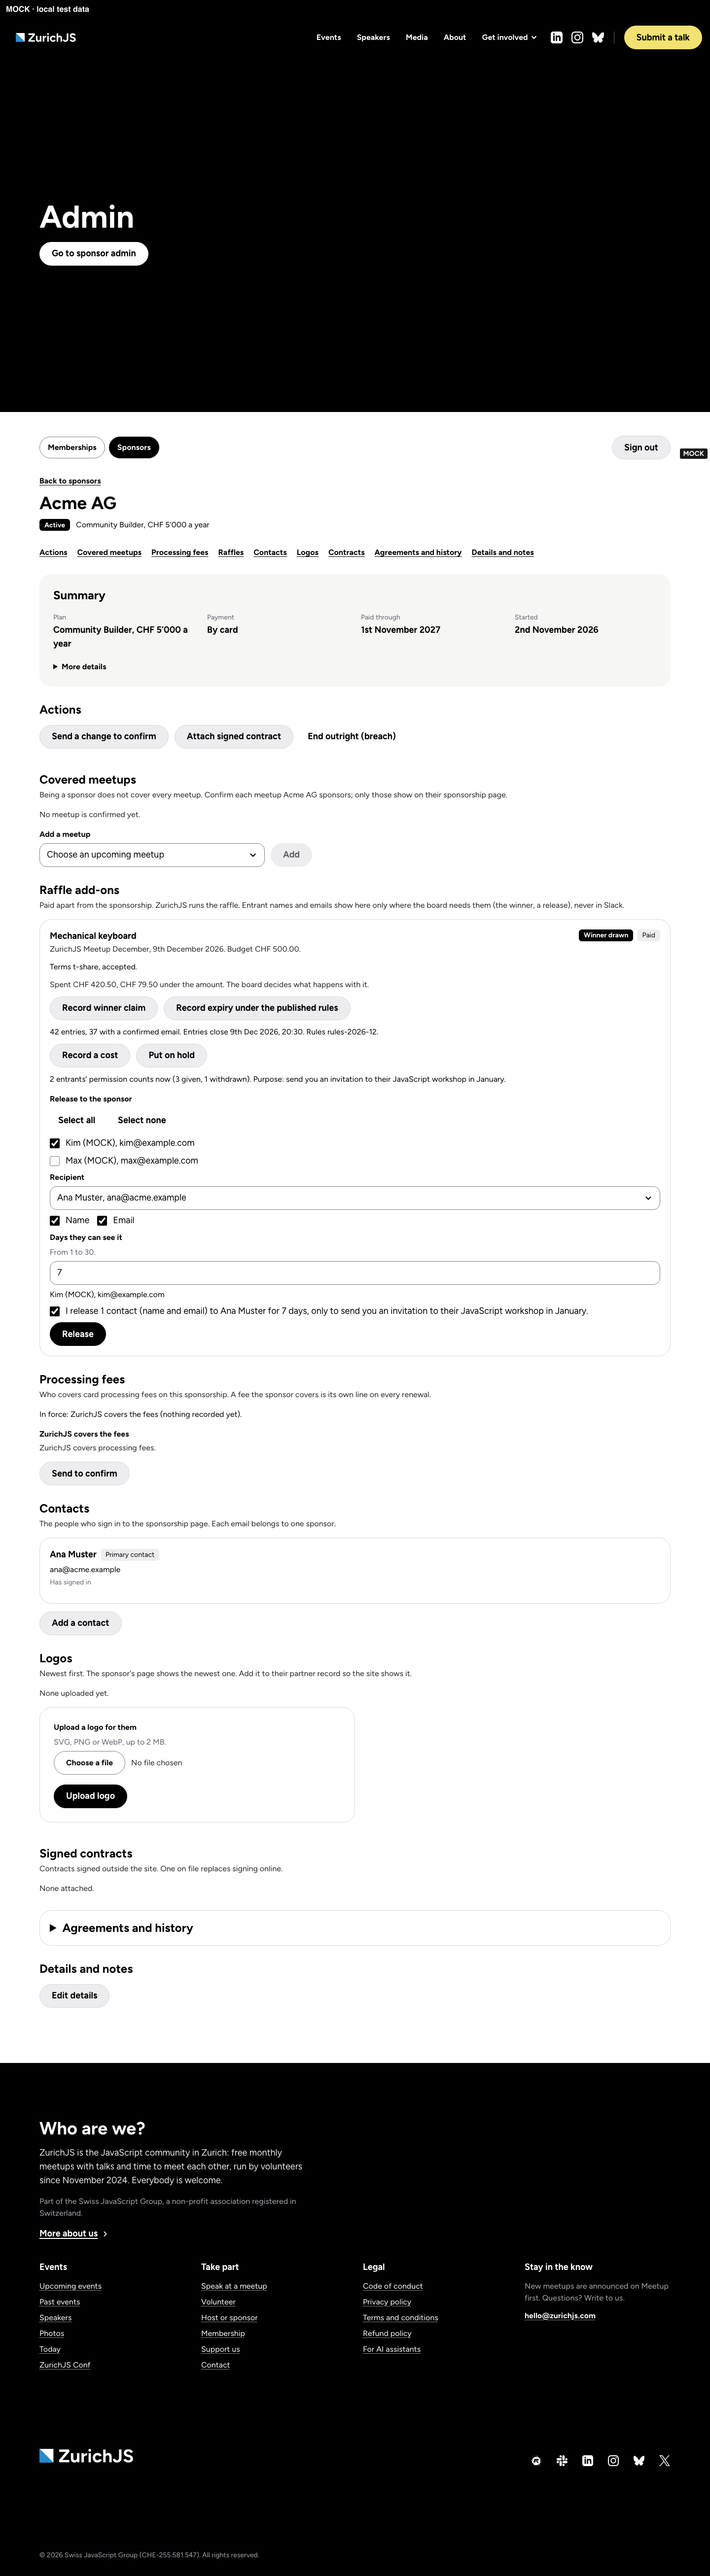 MOCK · local test data
ZurichJS
Events
Speakers
Media
About
Get involved
Submit a talk
Admin
Go to sponsor admin
Memberships
Sponsors
Sign out
MOCK
Back to sponsors
Acme AG
Active
Community Builder, CHF 5'000 a year
Actions
Covered meetups
Processing fees
Raffles
Contacts
Logos
Contracts
Agreements and history
Details and notes
Summary
Plan
Community Builder, CHF 5'000 a
year
Payment
By card
Paid through
1st November 2027
Started
2nd November 2026
More details
Actions
Send a change to confirm
Attach signed contract
End outright (breach)
Covered meetups
Being a sponsor does not cover every meetup. Confirm each meetup Acme AG sponsors; only those show on their sponsorship page.
No meetup is confirmed yet.
Add a meetup
Choose an upcoming meetup
Add
Raffle add-ons
Paid apart from the sponsorship. ZurichJS runs the raffle. Entrant names and emails show here only where the board needs them (the winner, a release), never in Slack.
Mechanical keyboard
Winner drawn
Paid
ZurichJS Meetup December, 9th December 2026. Budget CHF 500.00.
Terms t-share, accepted.
Spent CHF 420.50, CHF 79.50 under the amount. The board decides what happens with it.
Record winner claim
Record expiry under the published rules
42 entries, 37 with a confirmed email. Entries close 9th Dec 2026, 20:30. Rules rules-2026-12.
Record a cost
Put on hold
2 entrants' permission counts now (3 given, 1 withdrawn). Purpose: send you an invitation to their JavaScript workshop in January.
Release to the sponsor
Select all
Select none
Kim (MOCK), kim@example.com
Max (MOCK), max@example.com
Recipient
Ana Muster, ana@acme.example
Name
Email
Days they can see it
From 1 to 30.
7
Kim (MOCK), kim@example.com
I release 1 contact (name and email) to Ana Muster for 7 days, only to send you an invitation to their JavaScript workshop in January.
Release
Processing fees
Who covers card processing fees on this sponsorship. A fee the sponsor covers is its own line on every renewal.
In force: ZurichJS covers the fees (nothing recorded yet).
ZurichJS covers the fees
ZurichJS covers processing fees.
Send to confirm
Contacts
The people who sign in to the sponsorship page. Each email belongs to one sponsor.
Ana Muster
Primary contact
ana@acme.example
Has signed in
Add a contact
Logos
Newest first. The sponsor's page shows the newest one. Add it to their partner record so the site shows it.
None uploaded yet.
Upload a logo for them
SVG, PNG or WebP, up to 2 MB.
Choose a file
No file chosen
Upload logo
Signed contracts
Contracts signed outside the site. One on file replaces signing online.
None attached.
Agreements and history
Details and notes
Edit details
Who are we?
ZurichJS is the JavaScript community in Zurich: free monthly
meetups with talks and time to meet each other, run by volunteers
since November 2024. Everybody is welcome.
Part of the Swiss JavaScript Group, a non-profit association registered in
Switzerland.
More about us
Events
Upcoming events
Past events
Speakers
Photos
Today
ZurichJS Conf
Take part
Speak at a meetup
Volunteer
Host or sponsor
Membership
Support us
Contact
Legal
Code of conduct
Privacy policy
Terms and conditions
Refund policy
For AI assistants
Stay in the know
New meetups are announced on Meetup
first. Questions? Write to us.
hello@zurichjs.com
ZurichJS
© 2026 Swiss JavaScript Group (CHE-255.581.547). All rights reserved.